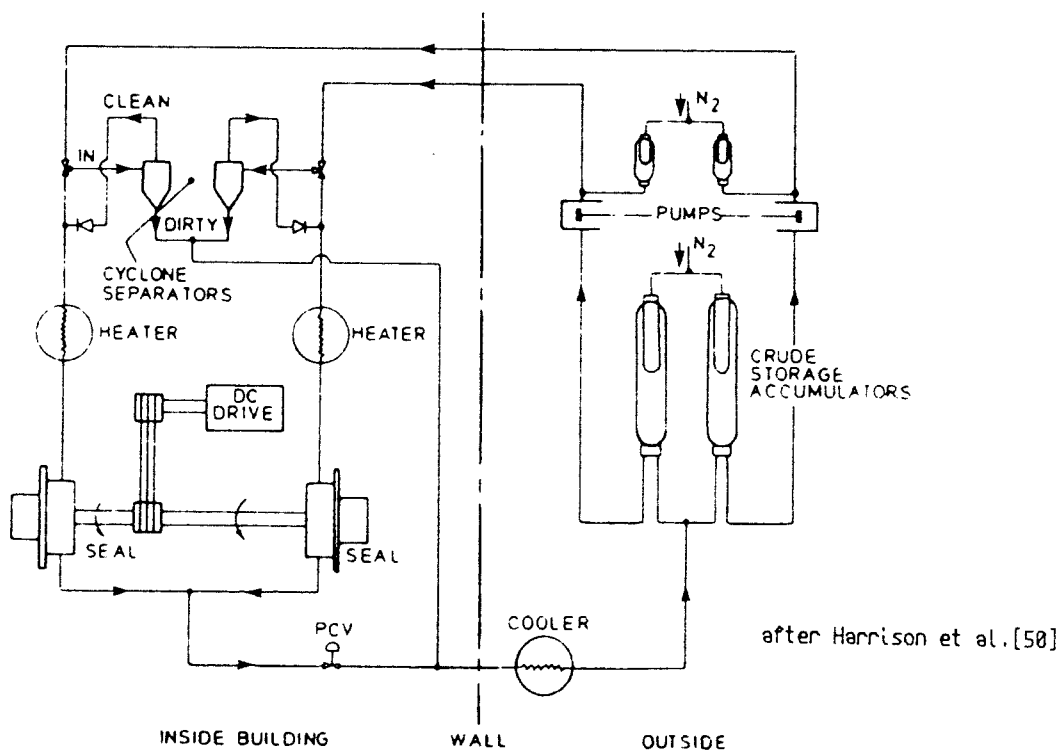 CLEAN
IN
N2
DIRTY
PUMPS
CYCLONE
SEPARATORS
N2
HEATER
HEATER
CRUDE
STORAGE
ACCUMULATORS
DC
DRIVE
SEAL
SEAL
PCV
COOLER
after Harrison et al.[50]
INSIDE BUILDING
WALL
OUTSIDE